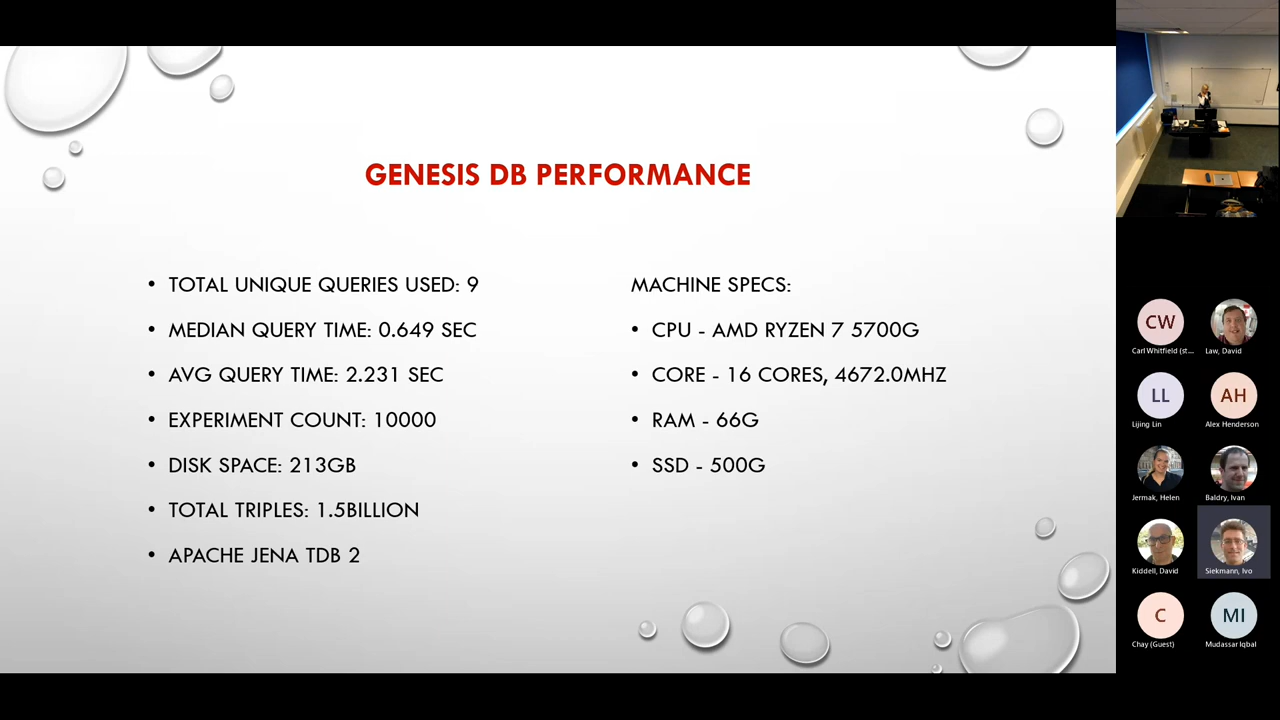 GENESIS DB PERFORMANCE
• TOTAL UNIQUE QUERIES USED: 9
• MEDIAN QUERY TIME: 0.649 SEC
• AVG QUERY TIME: 2.231 SEC
• EXPERIMENT COUNT: 10000
• DISK SPACE: 213GB
• TOTAL TRIPLES: 1.5BILLION
• APACHE JENA TDB 2
MACHINE SPECS:
• CPU - AMD RYZEN 7 5700G
• CORE - 16 CORES, 4672.0MHZ
• RAM - 66G
• SSD - 500G
CW
Carl Whitfield (st...
Law, David
LL
Lijing Lin
AH
Alex Henderson
Jermak, Helen
Baldry, Ivan
Kiddell, David
Siekmann, Ivo
C
Chay (Guest)
MI
Mudassar Iqbal